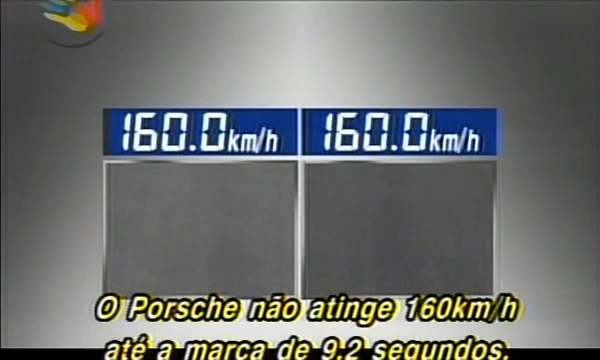 160.0km/h 160.0km/h
O Porsche não atinge 160km/h
até a marca de 9.2 segundos.